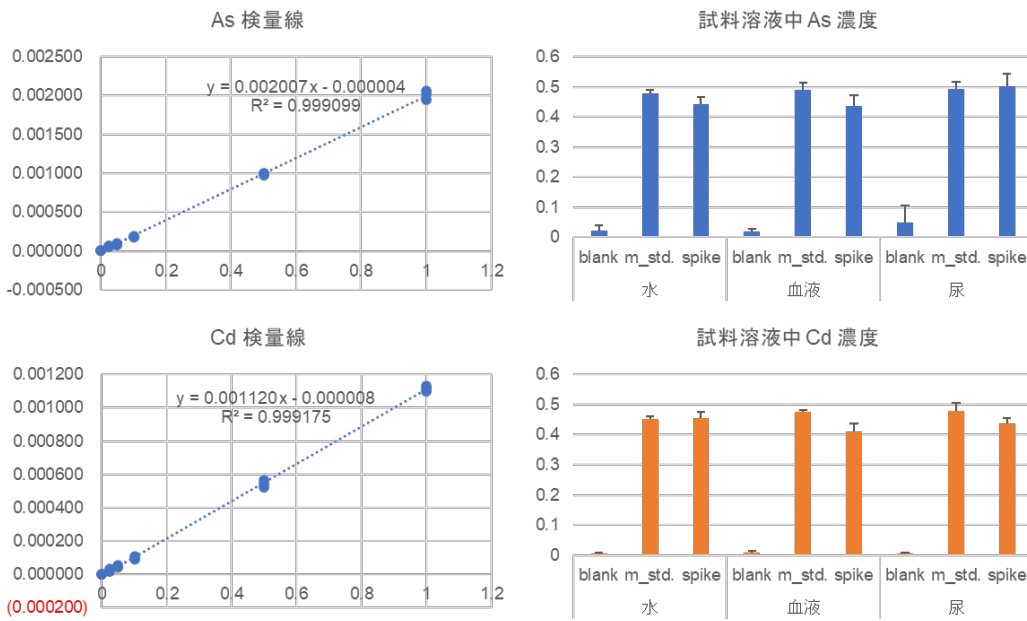 As 検量線
0.002500
0.002000
0.001500
0.001000
0.000500
0.000000
-0.000500
y = 0.002007x - 0.000004
R² = 0.999099
0 0.2 0.4 0.6 0.8 1 1.2
試料溶液中 As 濃度
0.6
0.5
0.4
0.3
0.2
0.1
0
blank m_std. spike blank m_std. spike blank m_std. spike
水 血液 尿
Cd 検量線
0.001200
0.001000
0.000800
0.000600
0.000400
0.000200
0.000000
(0.000200)
y = 0.001120x - 0.000008
R² = 0.999175
0 0.2 0.4 0.6 0.8 1 1.2
試料溶液中 Cd 濃度
0.6
0.5
0.4
0.3
0.2
0.1
0
blank m_std. spike blank m_std. spike blank m_std. spike
水 血液 尿